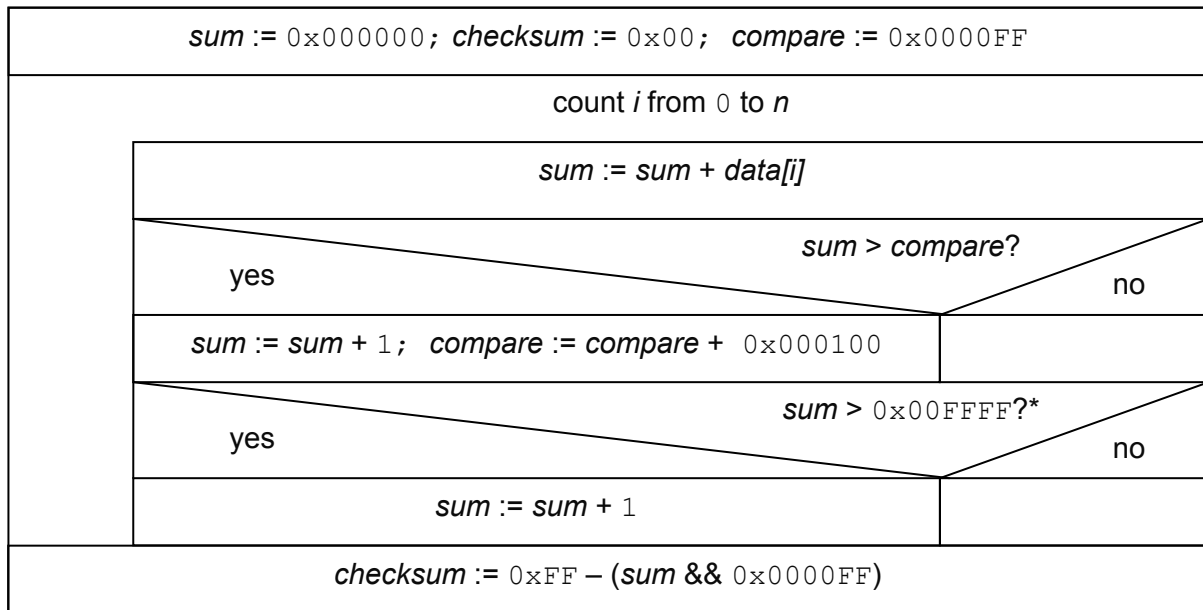 sum := 0x000000; checksum := 0x00; compare := 0x0000FF
count i from 0 to n
sum := sum + data[i]
sum > compare?
yes
no
sum := sum + 1; compare := compare + 0x000100
sum > 0x00FFFF?*
yes
no
sum := sum + 1
checksum := 0xFF – (sum && 0x0000FF)